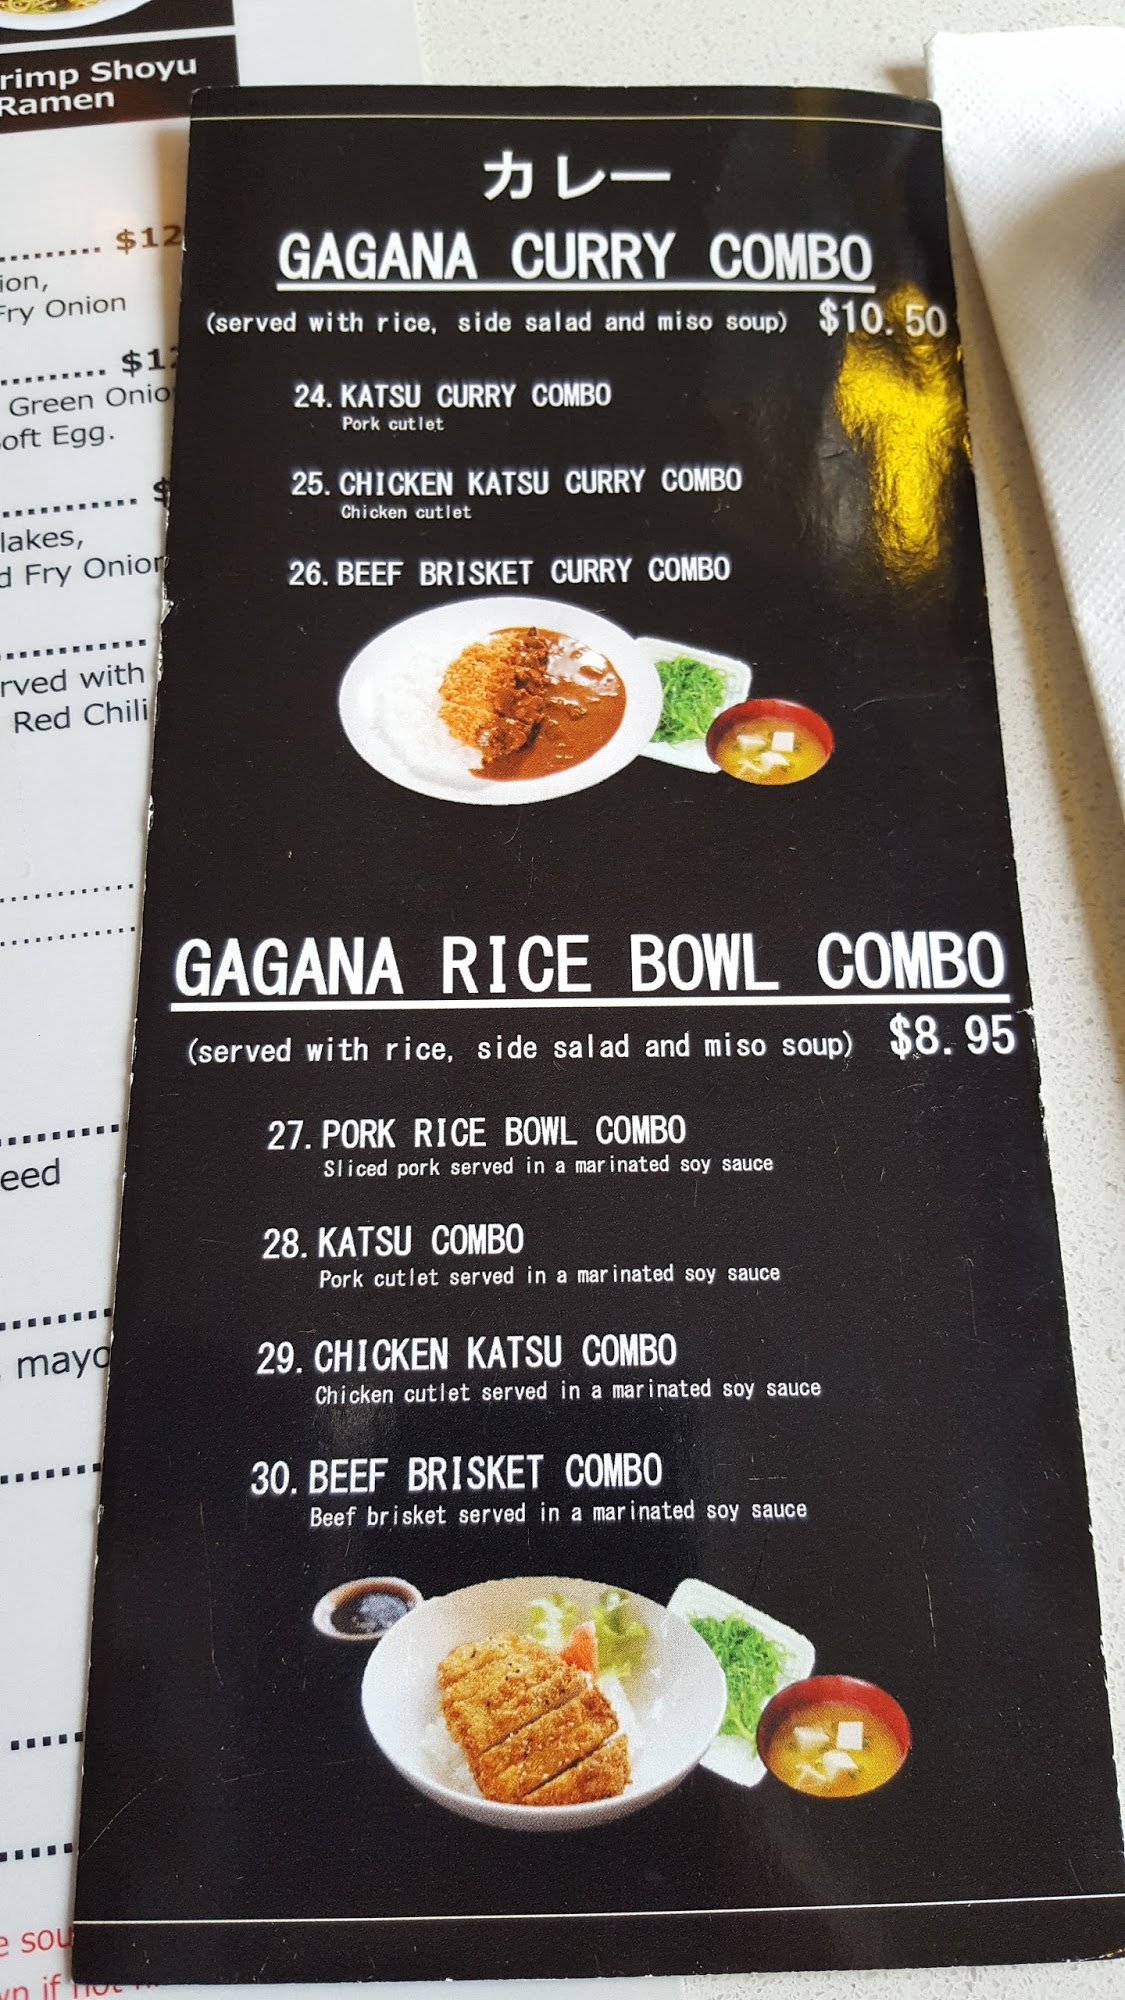 rimp Shoyu
Ramen
$12
ion,
Fry Onion
Green Onio
oft Egg.
lakes,
d Fry Onion
rved with
Red Chili
eed
mayo
カレー
GAGANA CURRY COMBO
(served with rice, side salad and miso soup) $10.50
24. KATSU CURRY COMBO
Pork cutlet
25. CHICKEN KATSU CURRY COMBO
Chicken cutlet
26. BEEF BRISKET CURRY COMBO
GAGANA RICE BOWL COMBO
(served with rice, side salad and miso soup) $8.95
27. PORK RICE BOWL COMBO
Sliced pork served in a marinated soy sauce
28. KATSU COMBO
Pork cutlet served in a marinated soy sauce
29. CHICKEN KATSU COMBO
Chicken cutlet served in a marinated soy sauce
30. BEEF BRISKET COMBO
Beef brisket served in a marinated soy sauce